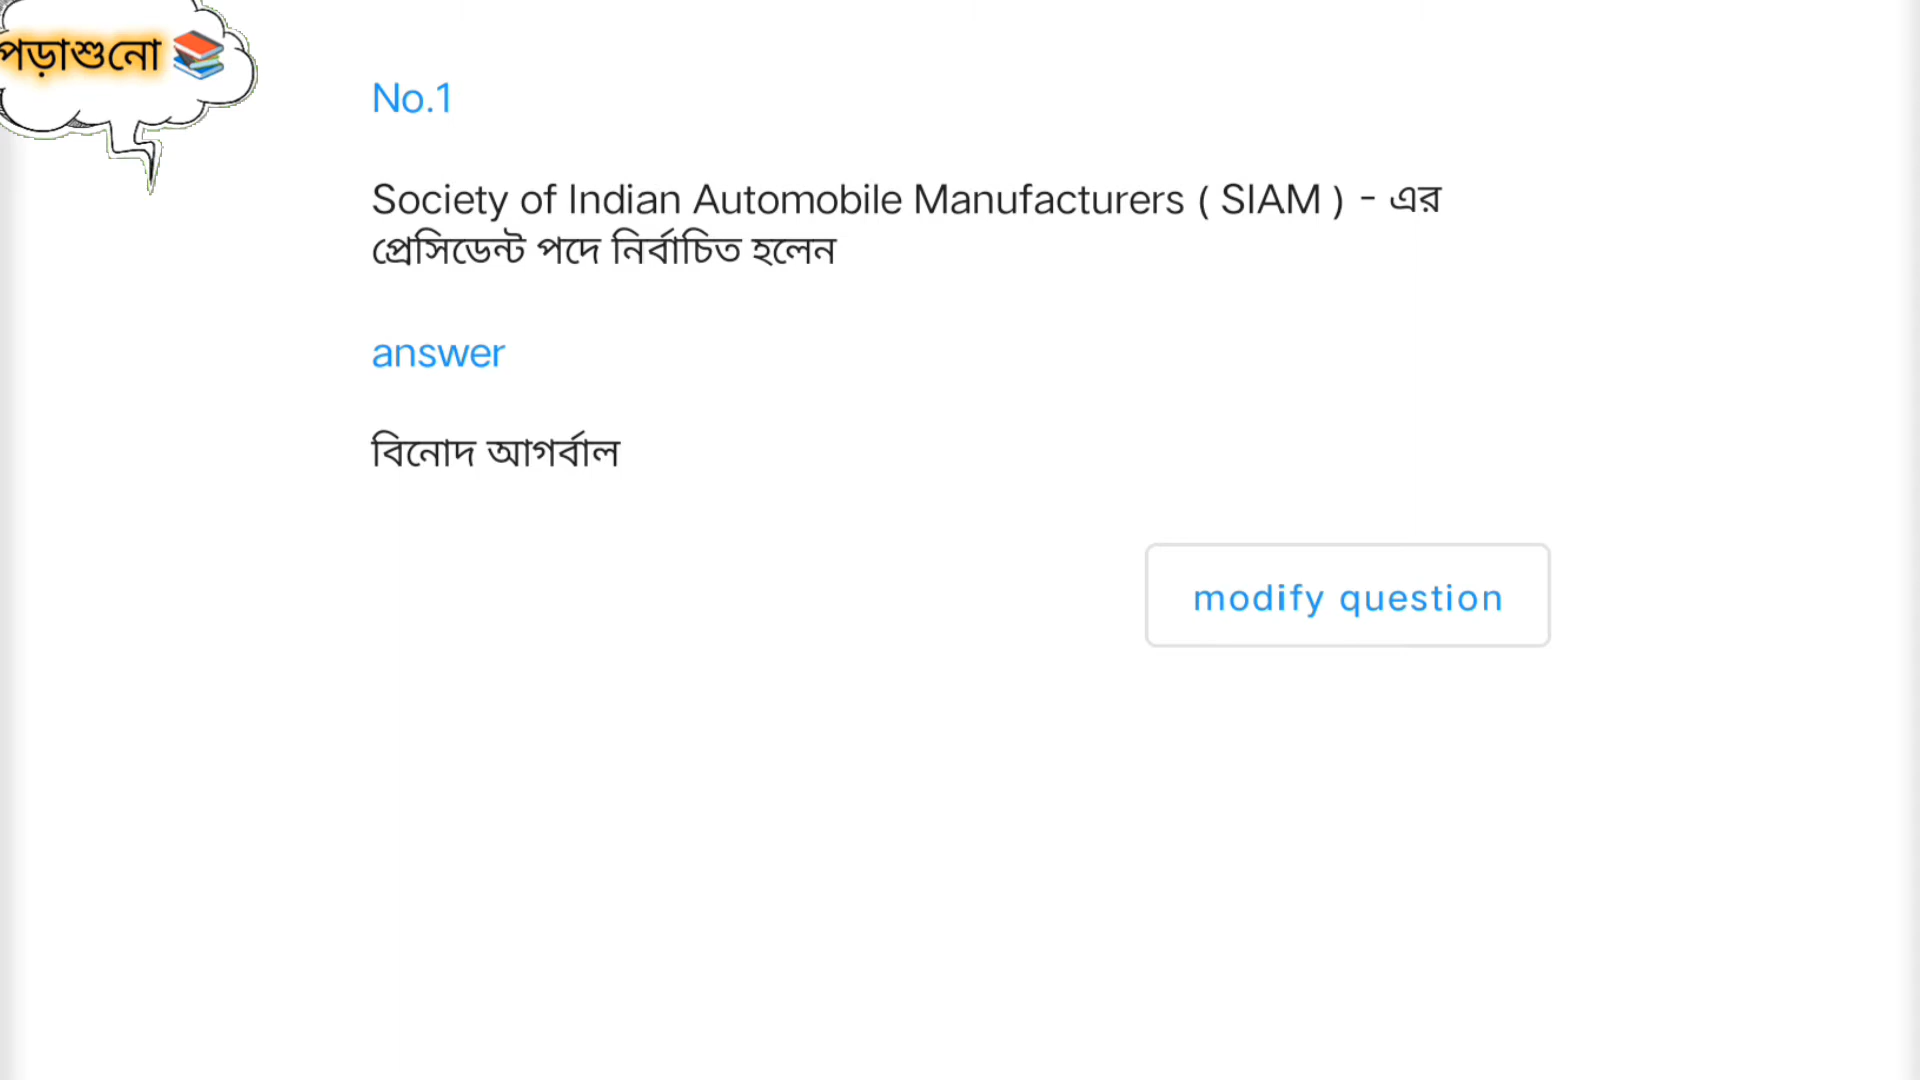 পড়াশুনো
No.1
Society of Indian Automobile Manufacturers ( SIAM ) - এর
প্রেসিডেন্ট পদে নির্বাচিত হলেন
answer
বিনোদ আগর্বাল
modify question